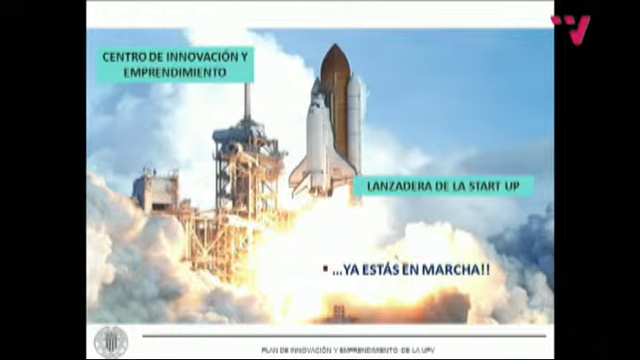 CENTRO DE INNOVACIÓN Y
EMPRENDIMIENTO
LANZADERA DE LA START UP
▪ ...YA ESTÁS EN MARCHA!!
PLAN DE INNOVACIÓN Y EMPRENDIMIENTO DE LA UPV